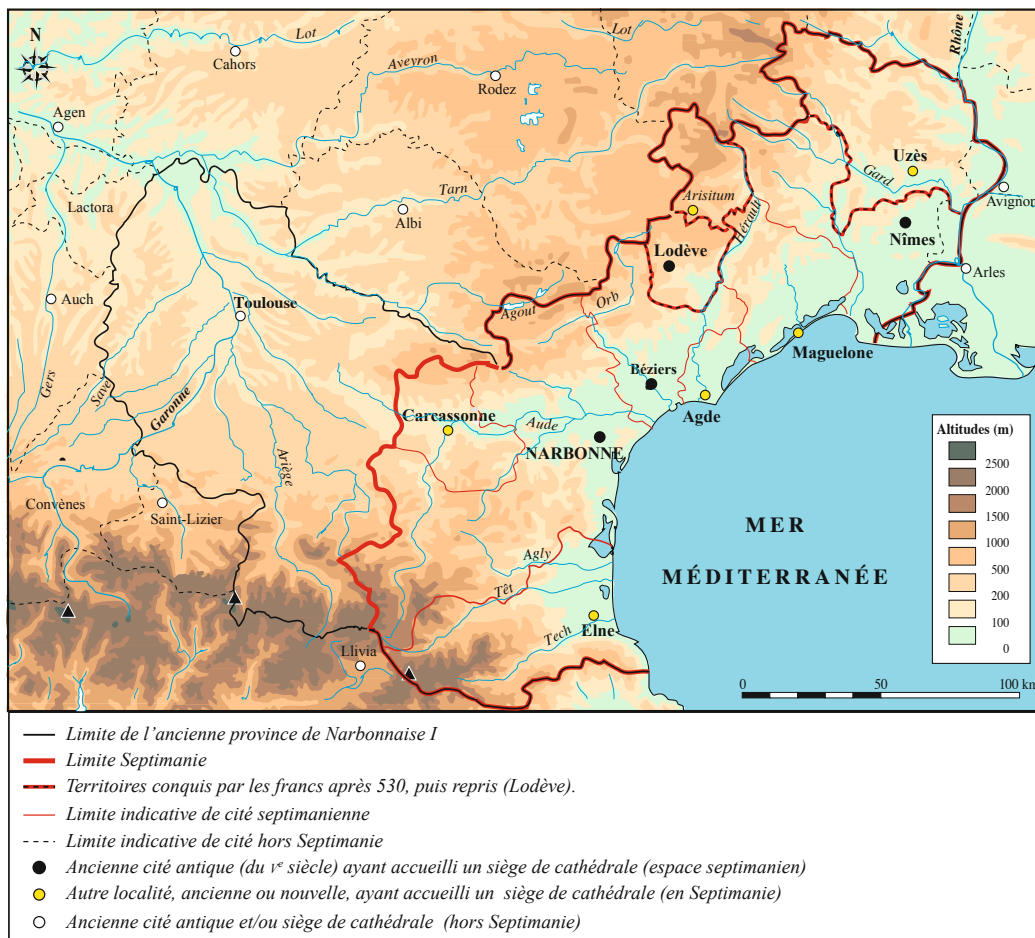 N
Lot
Lot
Rhône
Cahors
Aveyron
Rodez
Agen
Uzès
Gard
Tarn
Lactora
Albi
Arisitum
Avignon
Hérault
Nîmes
Lodève
Arles
Auch
Toulouse
Orb
Agout
Maguelone
Gers
Save
Béziers
Garonne
Carcassonne
Aude
Agde
Altitudes (m)
NARBONNE
Ariège
2500
2000
Convènes
Saint-Lizier
1500
MER
1000
Agly
500
MÉDITERRANÉE
Têt
200
100
Elne
Tech
0
Llivia
0 50 100 km
Limite de l'ancienne province de Narbonnaise I
Limite Septimanie
Territoires conquis par les francs après 530, puis repris (Lodève).
Limite indicative de cité septimanienne
Limite indicative de cité hors Septimanie
Ancienne cité antique (du Ve siècle) ayant accueilli un siège de cathédrale (espace septimanien)
Autre localité, ancienne ou nouvelle, ayant accueilli un siège de cathédrale (en Septimanie)
Ancienne cité antique et/ou siège de cathédrale (hors Septimanie)